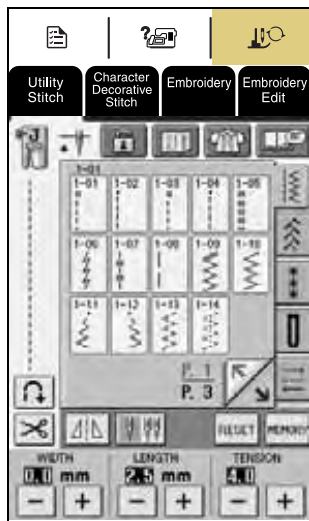 ?
Utility
Stitch
Character
Decorative
Stitch
Embroidery
Embroidery
Edit
J
1-01
1-01 1-02 1-03 1-04 1-05
1-06 1-07 1-08 1-09 1-10
1-11 1-12 1-13 1-14
P. 1
P. 3
RESET MEMORY
WIDTH LENGTH TENSION
0.0 mm 2.5 mm 4.0
− + − + − +